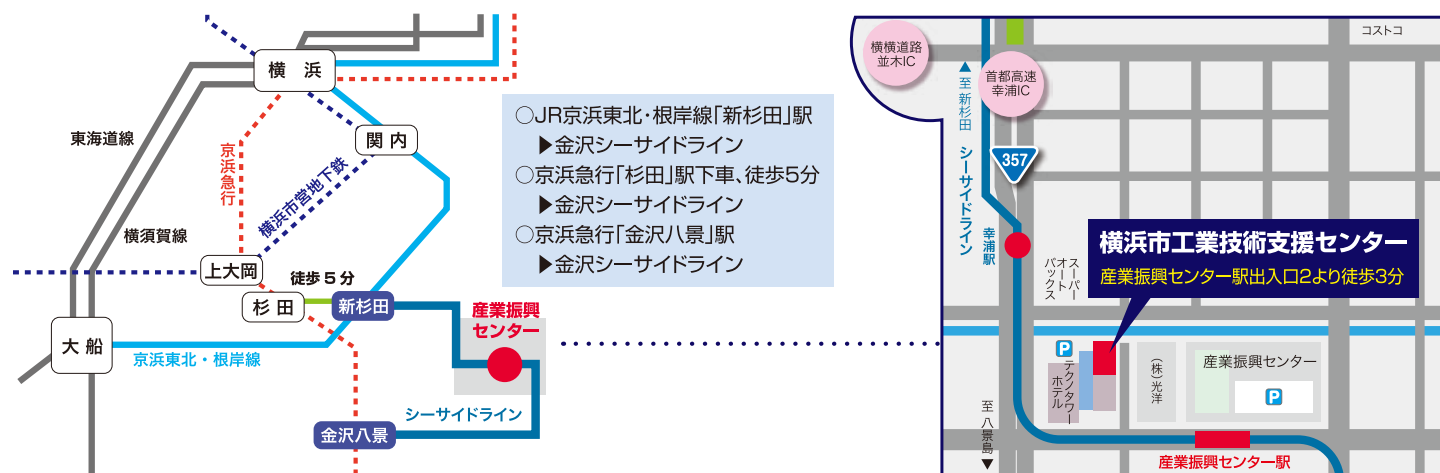 横浜
関内
東海道線
京浜急行
横浜市営地下鉄
横須賀線
上大岡
徒歩5分
杉田
新杉田
大船
京浜東北・根岸線
産業振興
センター
シーサイドライン
金沢八景
○JR京浜東北・根岸線「新杉田」駅
▶金沢シーサイドライン
○京浜急行「杉田」駅下車、徒歩5分
▶金沢シーサイドライン
○京浜急行「金沢八景」駅
▶金沢シーサイドライン
横横道路
並木IC
コストコ
首都高速
幸浦IC
▲至 新杉田
シーサイドライン
357
幸浦駅
スーパー
オート
バックス
横浜市工業技術支援センター
産業振興センター駅出入口2より徒歩3分
P
テクノタワー
ホテル
(株)光洋
産業振興センター
P
至 八景島▼
産業振興センター駅